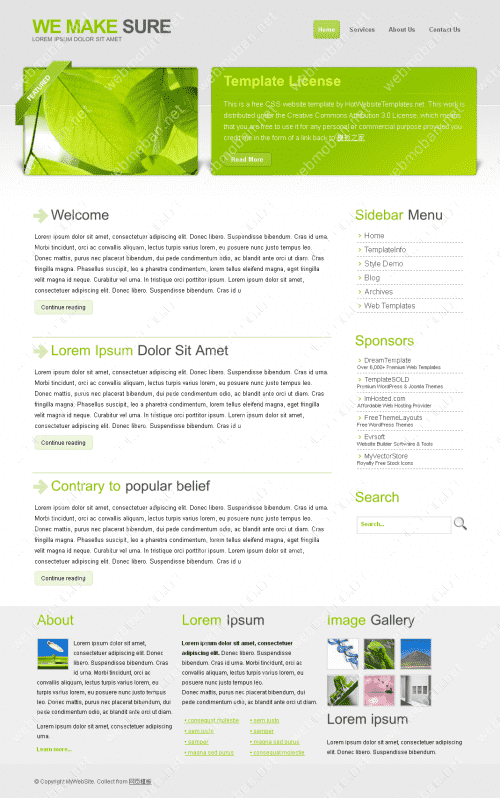 WE MAKE SURE
LOREM IPSUM DOLOR SIT AMET
Home Services About Us Contact Us
FEATURED
Template License
This is a free CSS website template by HotWebsiteTemplates.net. This work is
distributed under the Creative Commons Attribution 3.0 License, which means
that you are free to use it for any personal or commercial purpose provided you
credit me in the form of a link back to 模板之家
Read More
Welcome
Lorem ipsum dolor sit amet, consectetuer adipiscing elit. Donec libero. Suspendisse bibendum. Cras id urna.
Morbi tincidunt, orci ac convallis aliquam, lectus turpis varius lorem, eu posuere nunc justo tempus leo.
Donec mattis, purus nec placerat bibendum, dui pede condimentum odio, ac blandit ante orci ut diam. Cras
fringilla magna. Phasellus suscipit, leo a pharetra condimentum, lorem tellus eleifend magna, eget fringilla
velit magna id neque. Curabitur vel urna. In tristique orci porttitor ipsum. Lorem ipsum dolor sit amet,
consectetuer adipiscing elit. Donec libero. Suspendisse bibendum. Cras id u
Continue reading
Lorem Ipsum Dolor Sit Amet
Lorem ipsum dolor sit amet, consectetuer adipiscing elit. Donec libero. Suspendisse bibendum. Cras id urna.
Morbi tincidunt, orci ac convallis aliquam, lectus turpis varius lorem, eu posuere nunc justo tempus leo.
Donec mattis, purus nec placerat bibendum, dui pede condimentum odio, ac blandit ante orci ut diam. Cras
fringilla magna. Phasellus suscipit, leo a pharetra condimentum, lorem tellus eleifend magna, eget fringilla
velit magna id neque. Curabitur vel urna. In tristique orci porttitor ipsum. Lorem ipsum dolor sit amet,
consectetuer adipiscing elit. Donec libero. Suspendisse bibendum. Cras id u
Continue reading
Contrary to popular belief
Lorem ipsum dolor sit amet, consectetuer adipiscing elit. Donec libero. Suspendisse bibendum. Cras id urna.
Morbi tincidunt, orci ac convallis aliquam, lectus turpis varius lorem, eu posuere nunc justo tempus leo.
Donec mattis, purus nec placerat bibendum, dui pede condimentum odio, ac blandit ante orci ut diam. Cras
fringilla magna. Phasellus suscipit, leo a pharetra condimentum, lorem tellus eleifend magna, eget fringilla
velit magna id neque. Curabitur vel urna. In tristique orci porttitor ipsum. Lorem ipsum dolor sit amet,
consectetuer adipiscing elit. Donec libero. Suspendisse bibendum. Cras id u
Continue reading
Sidebar Menu
Home
TemplateInfo
Style Demo
Blog
Archives
Web Templates
Sponsors
DreamTemplate
Over 6,000+ Premium Web Templates
TemplateSOLD
Premium WordPress & Joomla Themes
ImHosted.com
Affordable Web Hosting Provider
FreeThemeLayouts
Free WordPress Themes
Evrsoft
Website Builder Software & Tools
MyVectorStore
Royalty Free Stock Icons
Search
Search...
About
Lorem ipsum dolor sit amet,
consectetuer adipiscing elit. Donec
libero. Suspendisse bibendum. Cras id
urna. Morbi tincidunt, orci ac
convallis aliquam, lectus turpis varius lorem, eu
posuere nunc justo tempus leo. Donec mattis,
purus nec placerat bibendum, dui pede
condimentum odio, ac blandit ante orci ut diam.
Lorem ipsum dolor sit amet, consectetuer adipiscing
urna.
Learn more...
Lorem Ipsum
Lorem ipsum dolor sit amet, consectetuer
adipiscing elit. Donec libero. Suspendisse
bibendum. Cras id urna. Morbi tincidunt, orci ac
convallis aliquam, lectus turpis varius lorem, eu
posuere nunc justo tempus leo.
Donec mattis, purus nec placerat bibendum, dui
pede condimentum odio, ac blandit ante orci ut
diam.
• consequat molestie
• sem justo
• semper
• magna sed purus
• sem justo
• semper
• magna sed purus
• consequat molestie
Image Gallery
Lorem ipsum
Lorem ipsum dolor sit amet.
© Copyright MyWebSite. Collect from 网页模板
webmoban.net